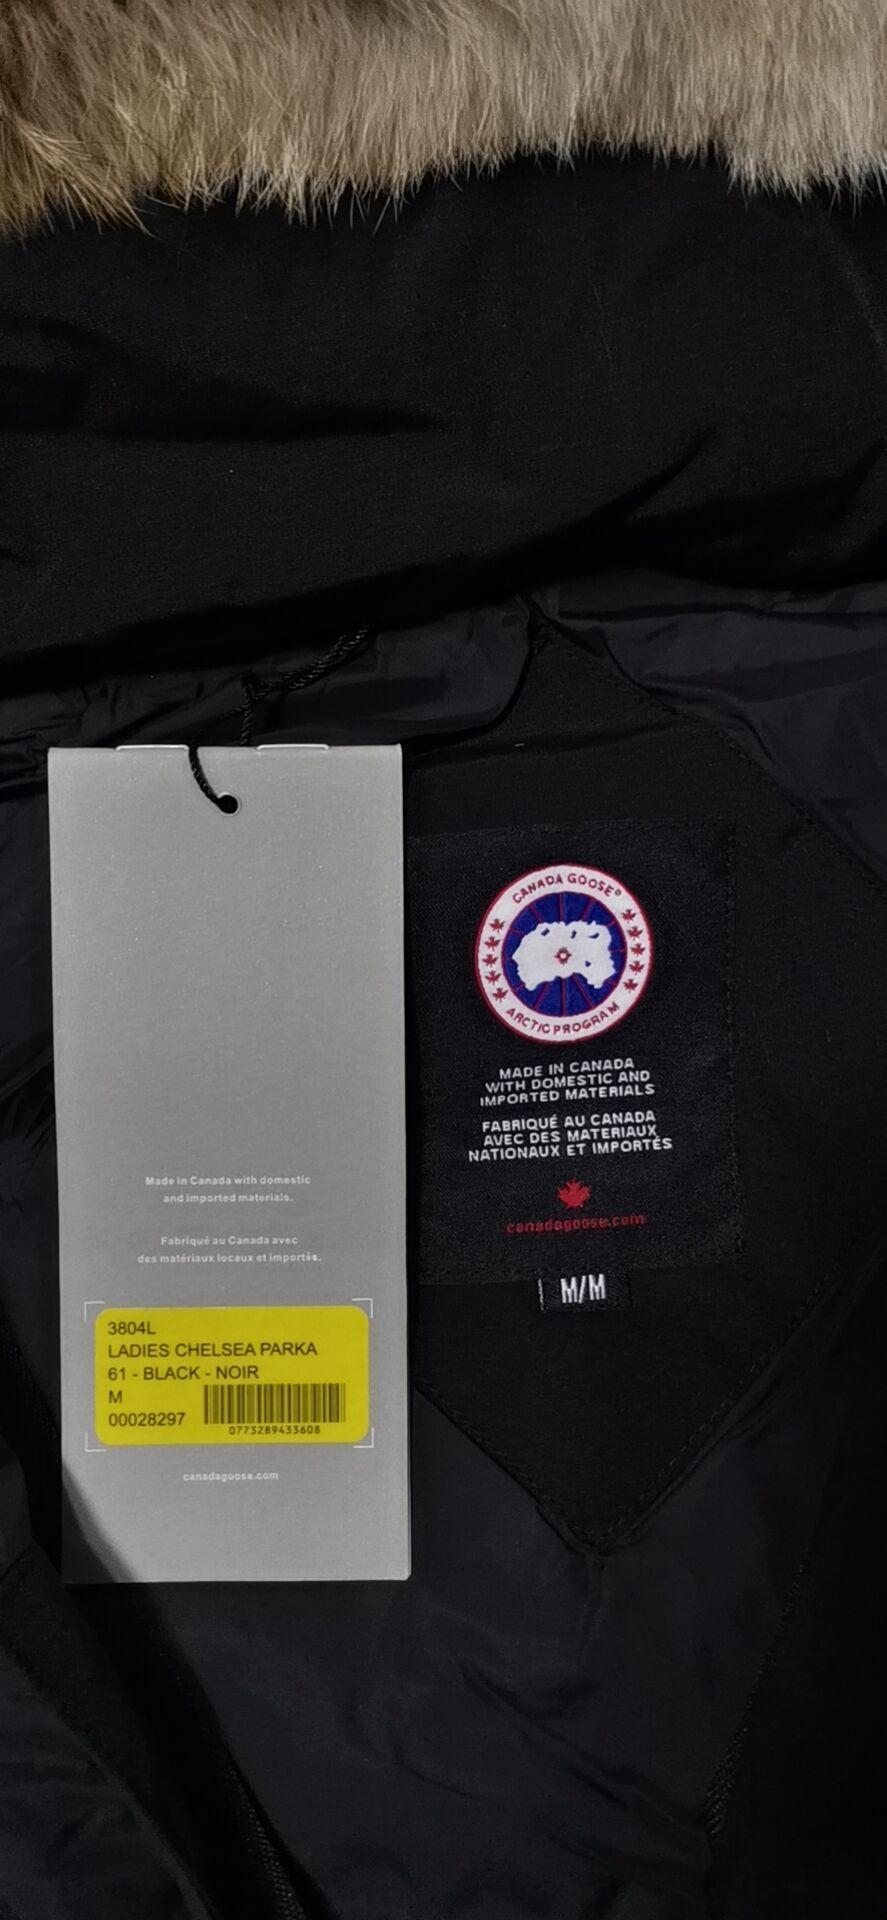 Made in Canada with domestic
and imported materials.
Fabriqué au Canada avec
des matériaux locaux et importés.
3804L
LADIES CHELSEA PARKA
61 - BLACK - NOIR
M
00028297
0773289433608
canadagoose.com
CANADA GOOSE®
ARCTIC PROGRAM
MADE IN CANADA
WITH DOMESTIC AND
IMPORTED MATERIALS
FABRIQUÉ AU CANADA
AVEC DES MATERIAUX
NATIONAUX ET IMPORTÉS
canadagoose.com
M/M